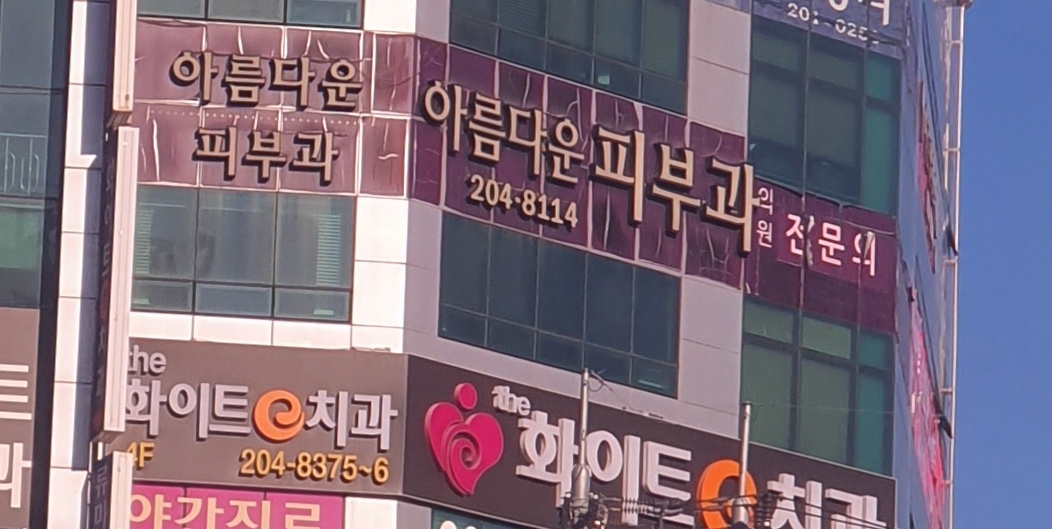 아름다운
피부과
아름다운 피부과 의원 전문의
204-8114
the
화이트e치과
4F 204-8375~6
야간진료
the
화이트e치과